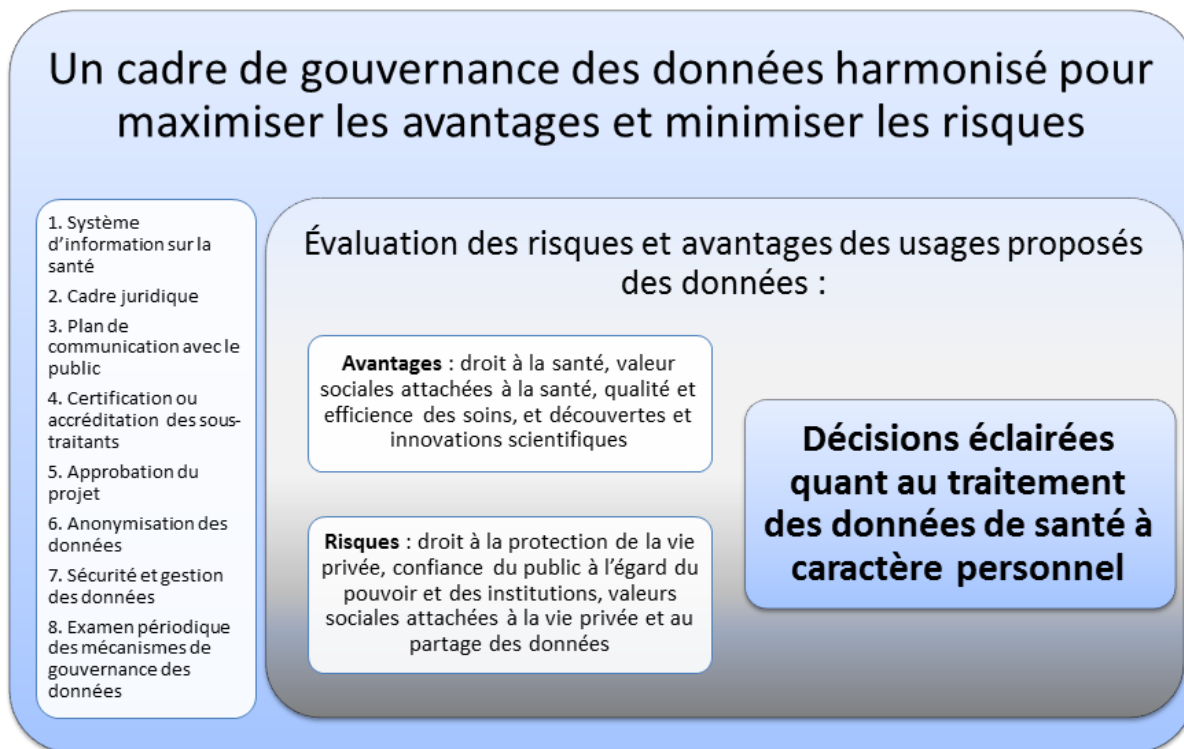 Un cadre de gouvernance des données harmonisé pour
maximiser les avantages et minimiser les risques
1. Système
d'information sur la
santé
2. Cadre juridique
3. Plan de
communication avec le
public
4. Certification ou
accréditation des sous-
traitants
5. Approbation du
projet
6. Anonymisation des
données
7. Sécurité et gestion
des données
8. Examen périodique
des mécanismes de
gouvernance des
données
Évaluation des risques et avantages des usages proposés
des données :
Avantages : droit à la santé, valeur
sociales attachées à la santé, qualité et
efficience des soins, et découvertes et
innovations scientifiques
Risques : droit à la protection de la vie
privée, confiance du public à l'égard du
pouvoir et des institutions, valeurs
sociales attachées à la vie privée et au
partage des données
Décisions éclairées
quant au traitement
des données de santé à
caractère personnel